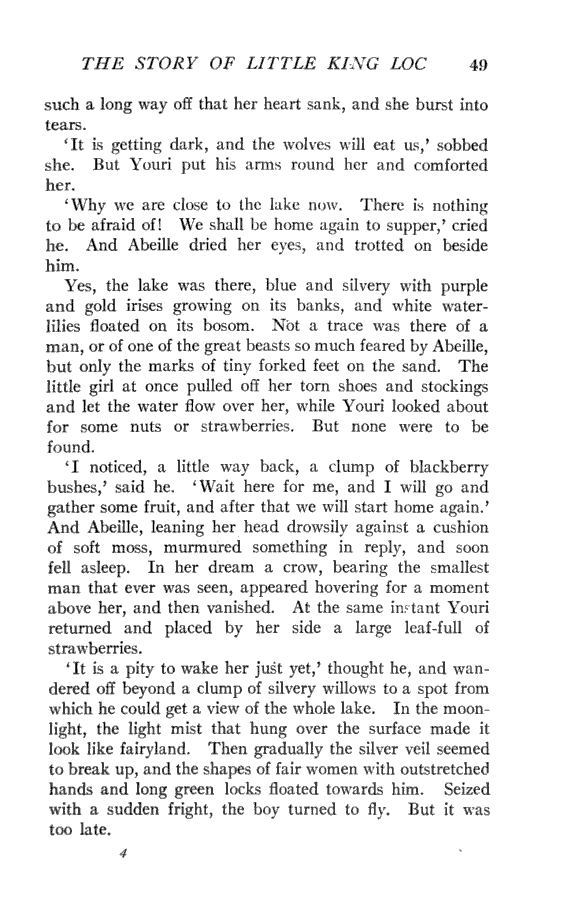 THE STORY OF LITTLE KING LOC 49
such a long way off that her heart sank, and she burst into
tears.
‘It is getting dark, and the wolves will eat us,’ sobbed
she. But Youri put his arms round her and comforted
her.
‘Why we are close to the lake now. There is nothing
to be afraid of! We shall be home again to supper,’ cried
he. And Abeille dried her eyes, and trotted on beside
him.
Yes, the lake was there, blue and silvery with purple
and gold irises growing on its banks, and white water-
lilies floated on its bosom. Not a trace was there of a
man, or of one of the great beasts so much feared by Abeille,
but only the marks of tiny forked feet on the sand. The
little girl at once pulled off her torn shoes and stockings
and let the water flow over her, while Youri looked about
for some nuts or strawberries. But none were to be
found.
‘I noticed, a little way back, a clump of blackberry
bushes,’ said he. ‘Wait here for me, and I will go and
gather some fruit, and after that we will start home again.’
And Abeille, leaning her head drowsily against a cushion
of soft moss, murmured something in reply, and soon
fell asleep. In her dream a crow, bearing the smallest
man that ever was seen, appeared hovering for a moment
above her, and then vanished. At the same instant Youri
returned and placed by her side a large leaf-full of
strawberries.
‘It is a pity to wake her just yet,’ thought he, and wan-
dered off beyond a clump of silvery willows to a spot from
which he could get a view of the whole lake. In the moon-
light, the light mist that hung over the surface made it
look like fairyland. Then gradually the silver veil seemed
to break up, and the shapes of fair women with outstretched
hands and long green locks floated towards him. Seized
with a sudden fright, the boy turned to fly. But it was
too late.
4